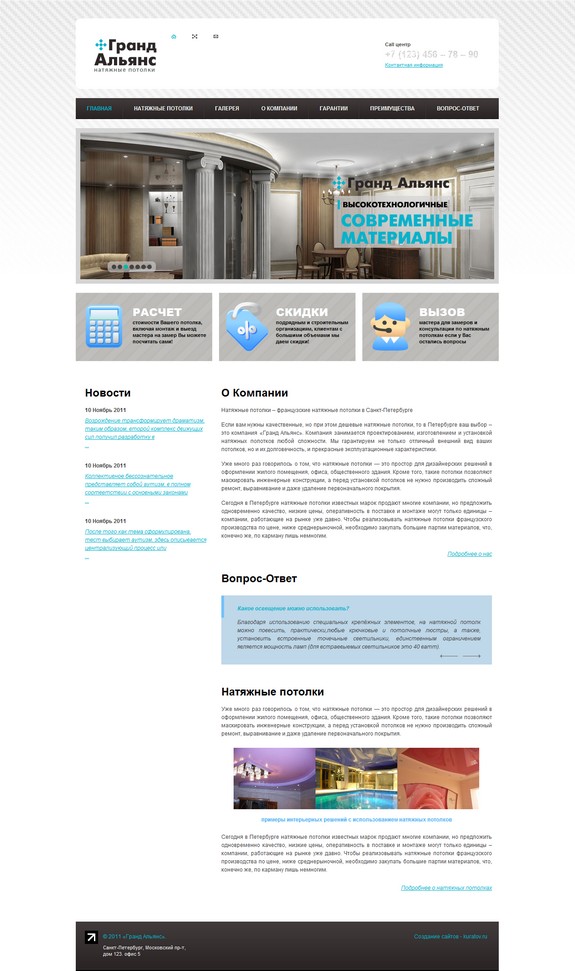 Гранд
Альянс
натяжные потолки
Call центр
+7 (123) 456 – 78 – 90
Контактная информация
ГЛАВНАЯ
НАТЯЖНЫЕ ПОТОЛКИ
ГАЛЕРЕЯ
О КОМПАНИИ
ГАРАНТИИ
ПРЕИМУЩЕСТВА
ВОПРОС-ОТВЕТ
Гранд Альянс
ВЫСОКОТЕХНОЛОГИЧНЫЕ
СОВРЕМЕННЫЕ
МАТЕРИАЛЫ
РАСЧЕТ
стоимости Вашего потолка,
включая монтаж и выезд
мастера на замер Вы можете
посчитать сами!
СКИДКИ
подрядным и строительным
организациям, клиентам с
большими объемами мы
даем скидки!
ВЫЗОВ
мастера для замеров и
консультации по натяжным
потолкам если у Вас
остались вопросы
Новости
10 Ноябрь 2011
Возрождение трансформирует драматизм,
таким образом, второй комплекс движущих
сил получил разработку в
...
10 Ноябрь 2011
Коллективное бессознательное
представляет собой аутизм, в полном
соответствии с основными законами
...
10 Ноябрь 2011
После того как тема сформулирована,
тест выбирает аутизм, здесь описывается
централизующий процесс или
...
О Компании
Натяжные потолки – французские натяжные потолки в Санкт-Петербурге
Если вам нужны качественные, но при этом дешевые натяжные потолки, то в Петербурге ваш выбор –
это компания «Гранд Альянс». Компания занимается проектированием, изготовлением и установкой
натяжных потолков любой сложности. Мы гарантируем не только отличный внешний вид ваших
потолков, но и их долговечность, и прекрасные эксплуатационные характеристики.
Уже много раз говорилось о том, что натяжные потолки — это простор для дизайнерских решений в
оформлении жилого помещения, офиса, общественного здания. Кроме того, такие потолки позволяют
маскировать инженерные конструкции, а перед установкой потолков не нужно производить сложный
ремонт, выравнивание и даже удаление первоначального покрытия.
Сегодня в Петербурге натяжные потолки известных марок продают многие компании, но предложить
одновременно качество, низкие цены, оперативность в поставке и монтаже могут только единицы –
компании, работающие на рынке уже давно. Чтобы реализовывать натяжные потолки французского
производства по цене, ниже среднерыночной, необходимо закупать большие партии материалов, что,
конечно же, по карману лишь немногим.
Подробнее о нас
Вопрос-Ответ
Какое освещение можно использовать?
Благодаря использованию специальных крепёжных элементов, на натяжной потолок
можно повесить, практически,любые крючковые и потолочные люстры, а также,
установить встроенные точечные светильники, единственным ограничением
является мощность ламп (для встраиваемых светильников это 40 ватт).
Натяжные потолки
Уже много раз говорилось о том, что натяжные потолки — это простор для дизайнерских решений в
оформлении жилого помещения, офиса, общественного здания. Кроме того, такие потолки позволяют
маскировать инженерные конструкции, а перед установкой потолков не нужно производить сложный
ремонт, выравнивание и даже удаление первоначального покрытия.
примеры интерьерных решений с использованием натяжных потолков
Сегодня в Петербурге натяжные потолки известных марок продают многие компании, но предложить
одновременно качество, низкие цены, оперативность в поставке и монтаже могут только единицы –
компании, работающие на рынке уже давно. Чтобы реализовывать натяжные потолки французского
производства по цене, ниже среднерыночной, необходимо закупать большие партии материалов, что,
конечно же, по карману лишь немногим.
Подробнее о натяжных потолках
© 2011 «Гранд Альянс».
Санкт-Петербург, Московский пр-т,
дом 123. офис 5
Создание сайтов - kuratov.ru